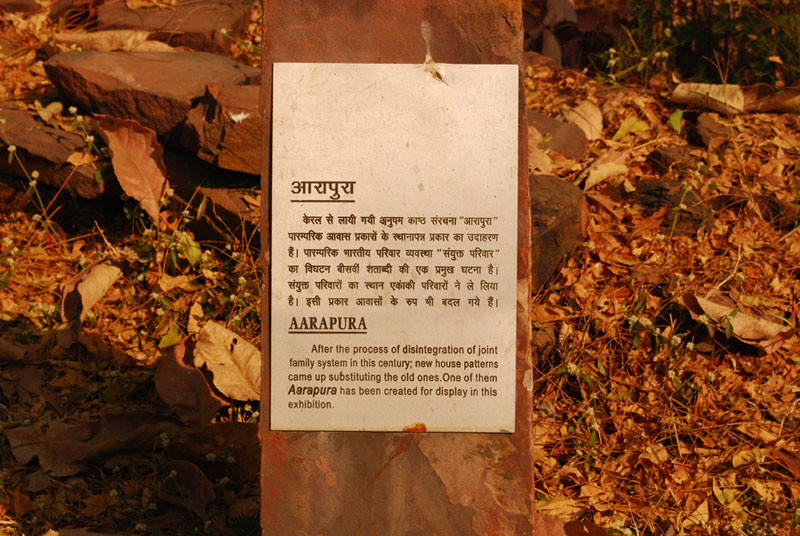 आरापुरा
केरल से लायी गयी अनुपम काष्ठ संरचना "आरापुरा"
पारम्परिक आवास प्रकारों के स्थानापन्न प्रकार का उदाहरण
हैं। पारम्परिक भारतीय परिवार व्यवस्था "संयुक्त परिवार"
का विघटन बीसवीं शताब्दी की एक प्रमुख घटना है।
संयुक्त परिवारों का स्थान एकांकी परिवारों ने ले लिया
है। इसी प्रकार आवासों के रुप भी बदल गये हैं।
AARAPURA
After the process of disintegration of joint
family system in this century; new house patterns
came up substituting the old ones.One of them
Aarapura has been created for display in this
exhibition.